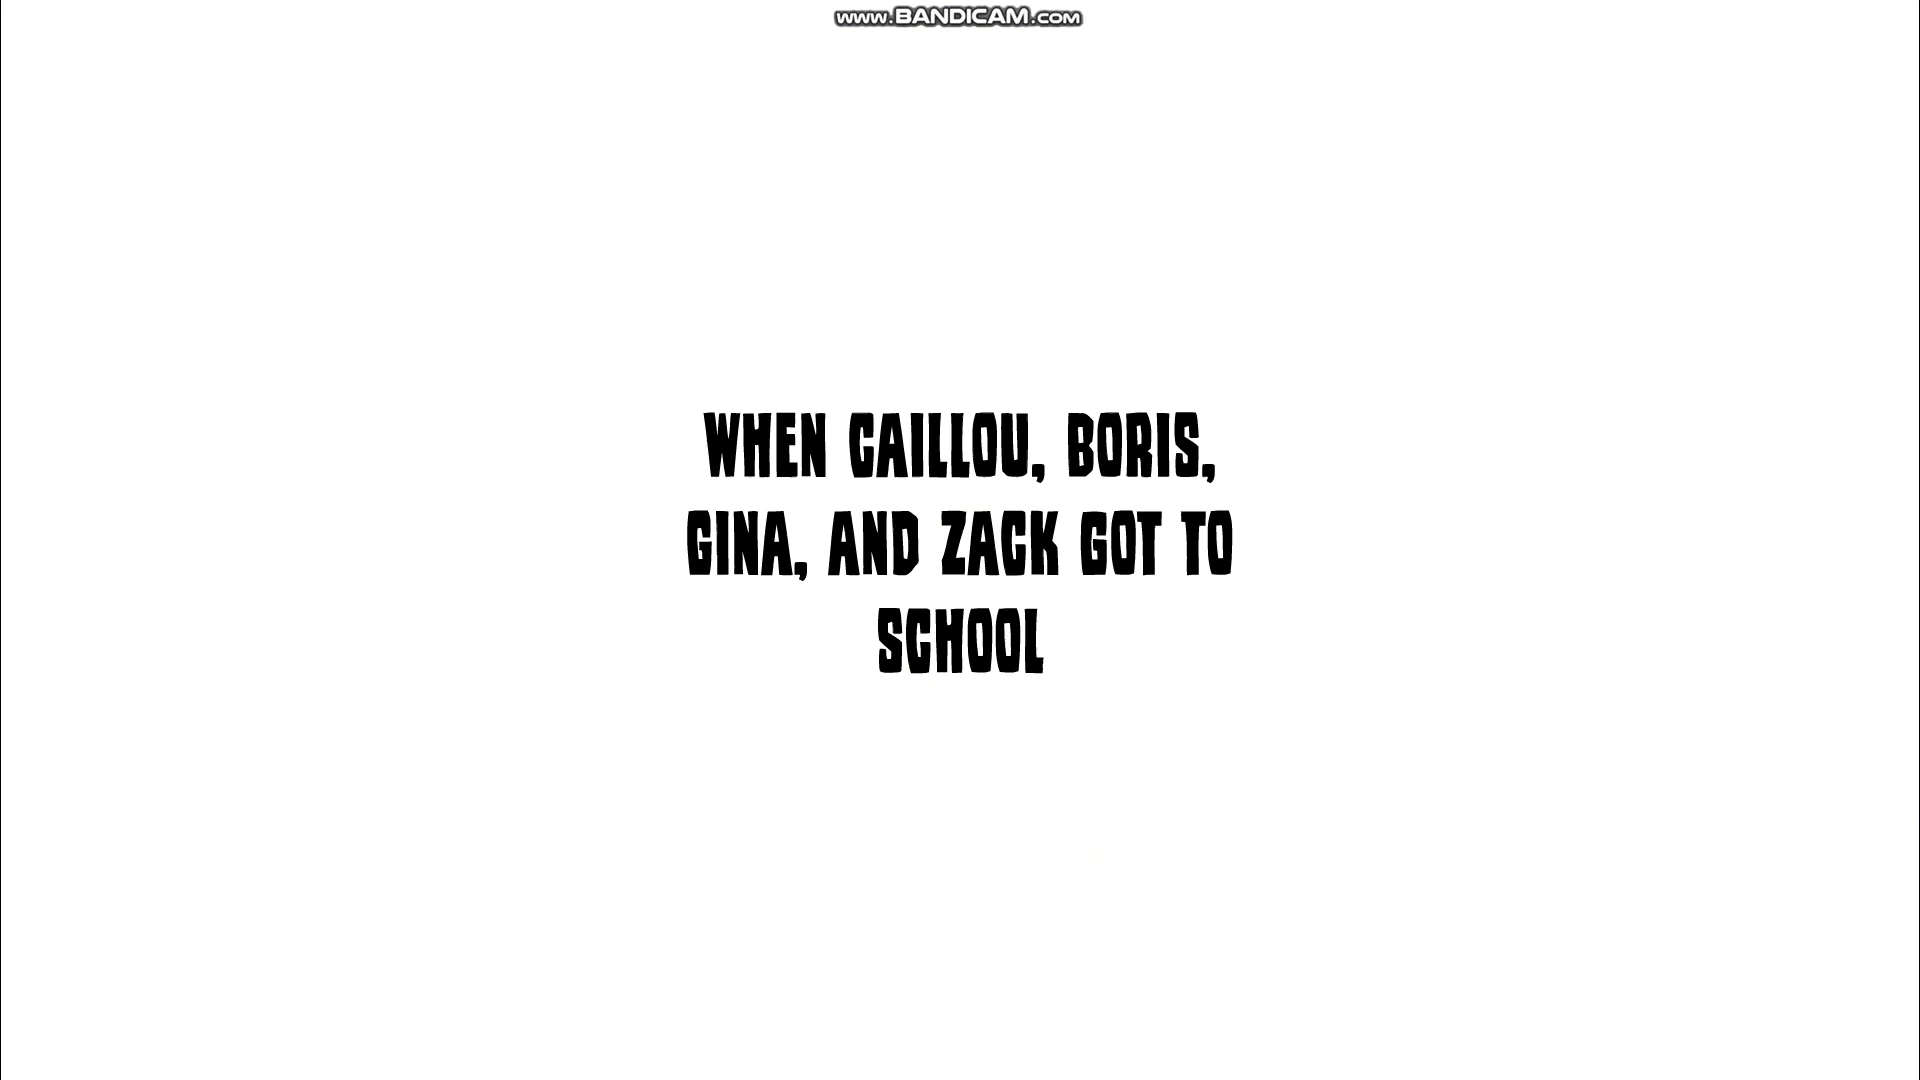 www.BANDICAM.com
WHEN CAILLOU, BORIS,
GINA, AND ZACK GOT TO
SCHOOL